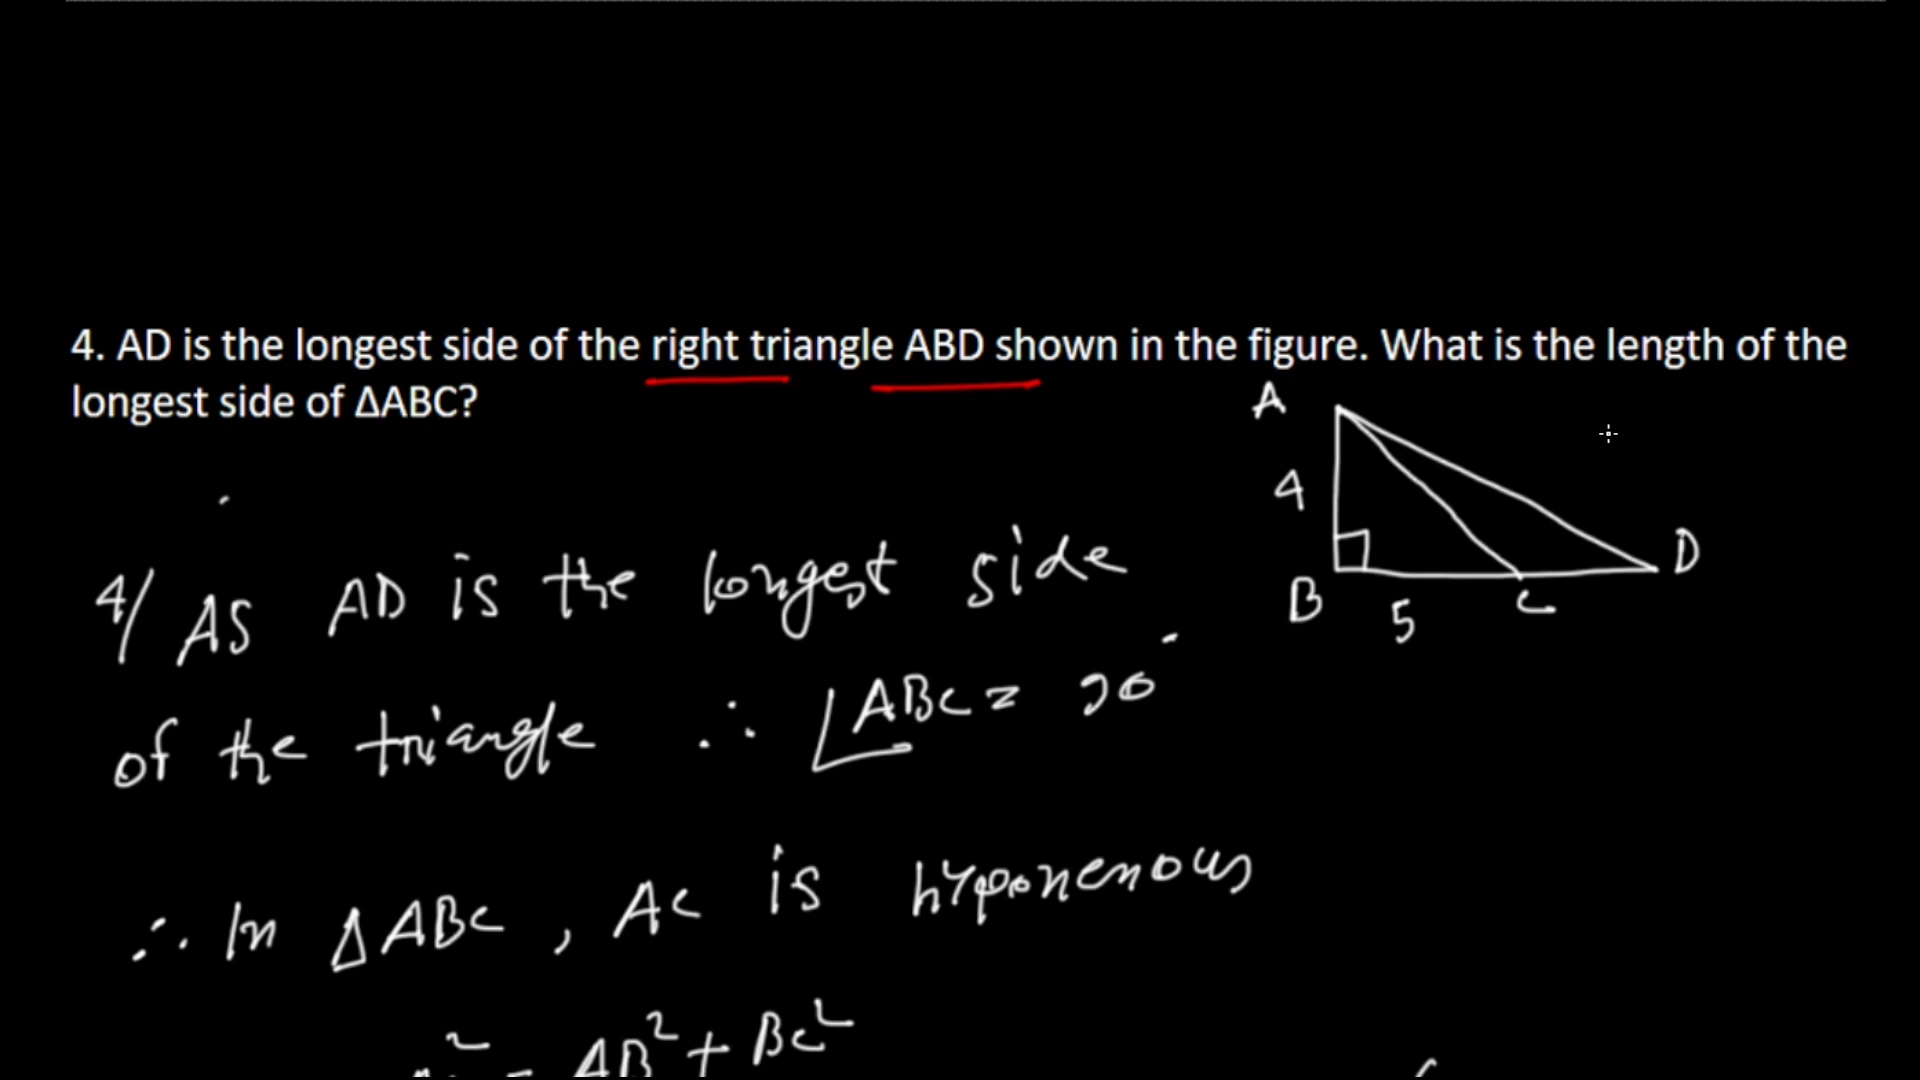 4. AD is the longest side of the right triangle ABD shown in the figure. What is the length of the
longest side of ΔABC?
A
4
D
B
5
C
4/ AS AD is the longest side
of the triangle ∴ ∠ABC = 90°
∴ In ΔABC, AC is hyponenous
AB² + BC²